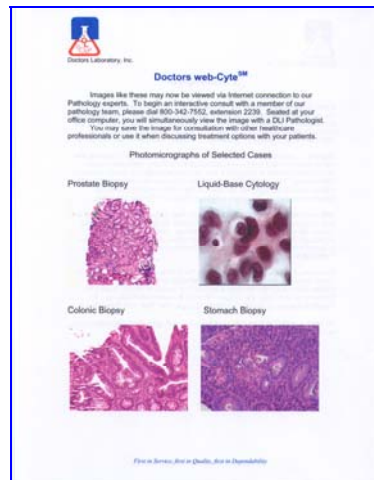 Doctors Laboratory, Inc.
Doctors web-Cyte℠
Images like these may now be viewed via Internet connection to our
Pathology experts. To begin an interactive consult with a member of our
pathology team, please dial 800-342-7552, extension 2239. Seated at your
office computer, you will simultaneously view the image with a DLI Pathologist.
You may save the image for consultation with other healthcare
professionals or use it when discussing treatment options with your patients.
Photomicrographs of Selected Cases
Prostate Biopsy Liquid-Base Cytology
Colonic Biopsy Stomach Biopsy
First in Service, first in Quality, first in Dependability